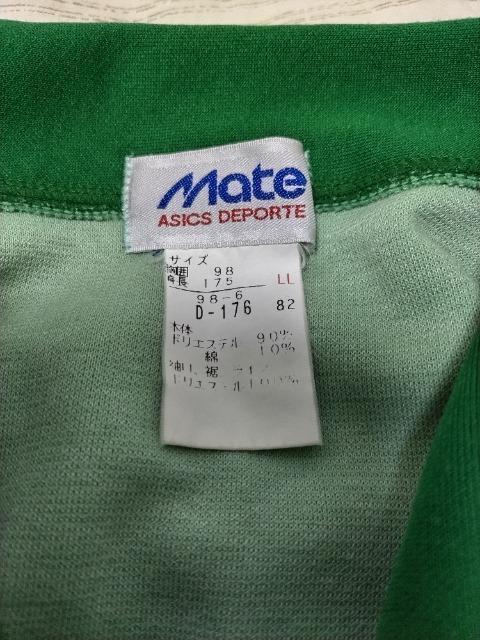 Mate
ASICS DEPORTE
サイズ
胸囲 98
身長 175 LL
98-6
D-176 82
本体
ポリエステル 90%
綿 10%
裾